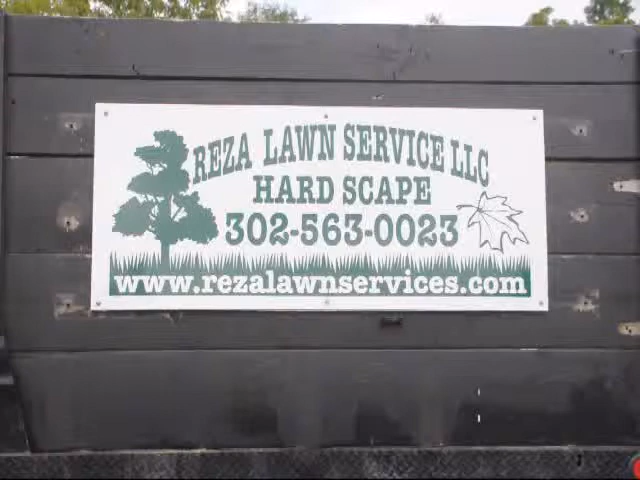 REZA LAWN SERVICE LLC
HARD SCAPE
302-563-0023
www.rezalawnservices.com